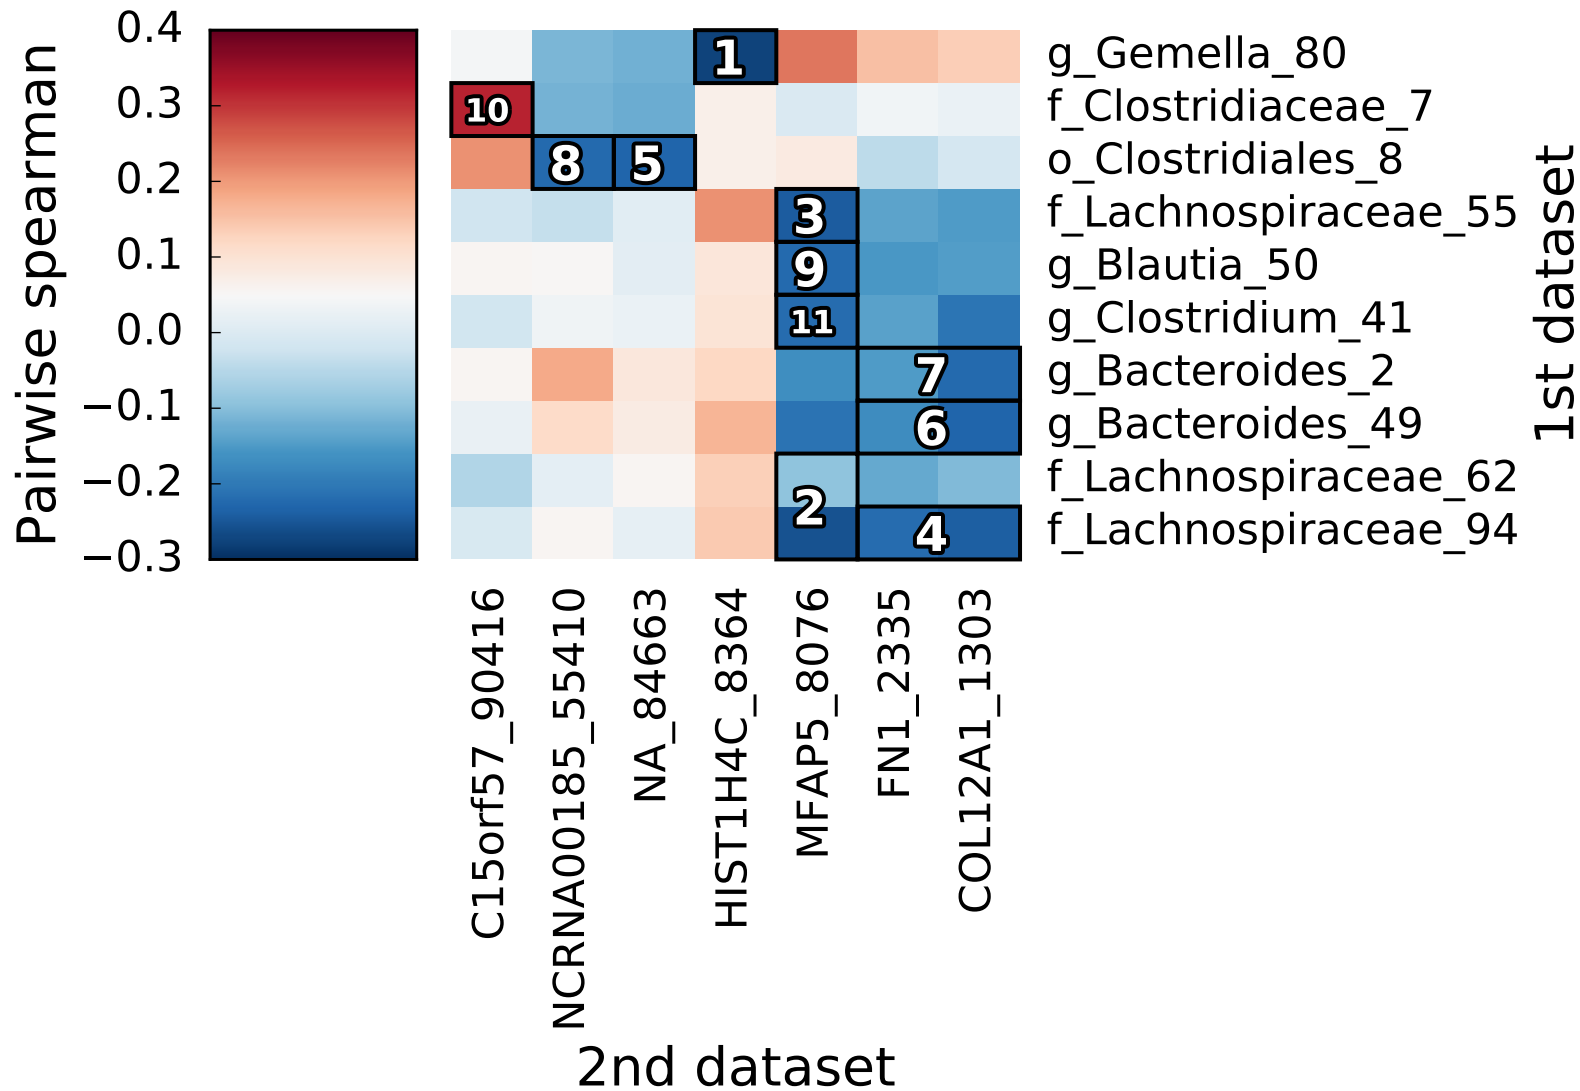 Pairwise spearman
0.4
0.3
0.2
0.1
0.0
−0.1
−0.2
−0.3
1
10
8 5
3
9
11
7
6
2
4
g_Gemella_80
f_Clostridiaceae_7
o_Clostridiales_8
f_Lachnospiraceae_55
g_Blautia_50
g_Clostridium_41
g_Bacteroides_2
g_Bacteroides_49
f_Lachnospiraceae_62
f_Lachnospiraceae_94
1st dataset
C15orf57_90416
NCRNA00185_55410
NA_84663
HIST1H4C_8364
MFAP5_8076
FN1_2335
COL12A1_1303
2nd dataset